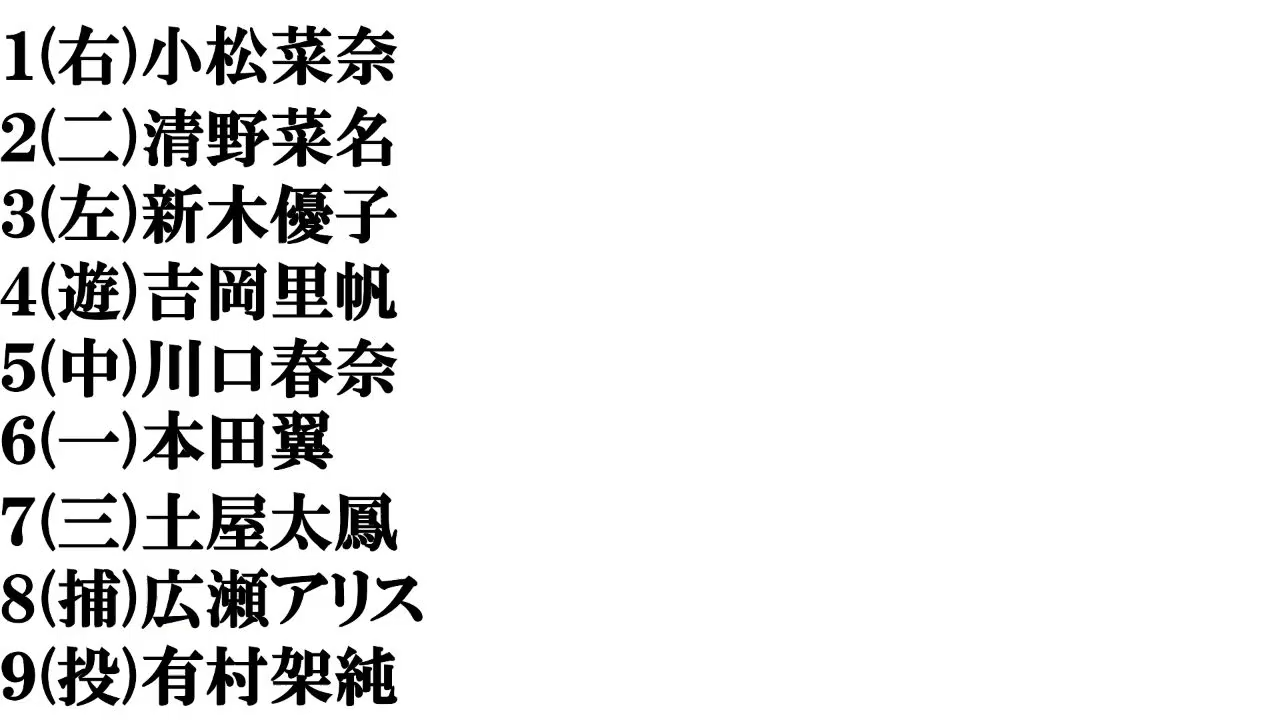 1(右)小松菜奈
2(二)清野菜名
3(左)新木優子
4(遊)吉岡里帆
5(中)川口春奈
6(一)本田翼
7(三)土屋太鳳
8(捕)広瀬アリス
9(投)有村架純